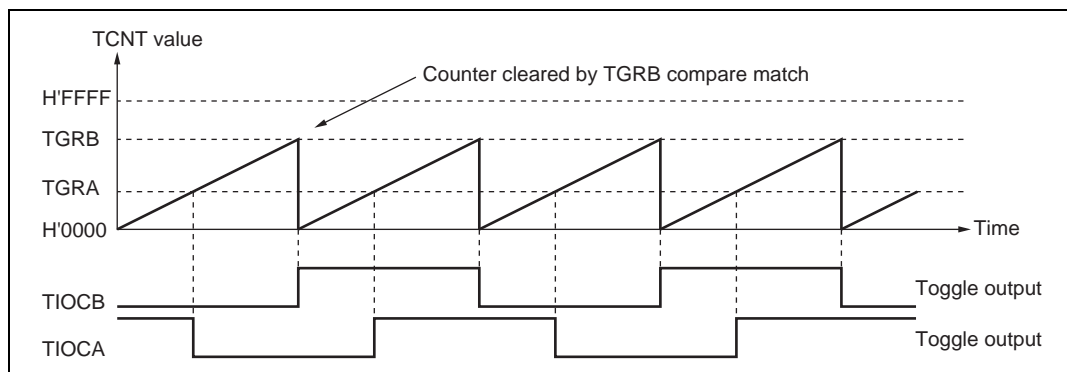 TCNT value
Counter cleared by TGRB compare match
H'FFFF
TGRB
TGRA
H'0000
Time
TIOCB
Toggle output
TIOCA
Toggle output